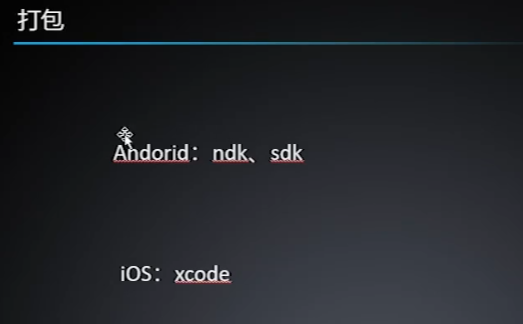 打包
Andorid：ndk、sdk
iOS：xcode